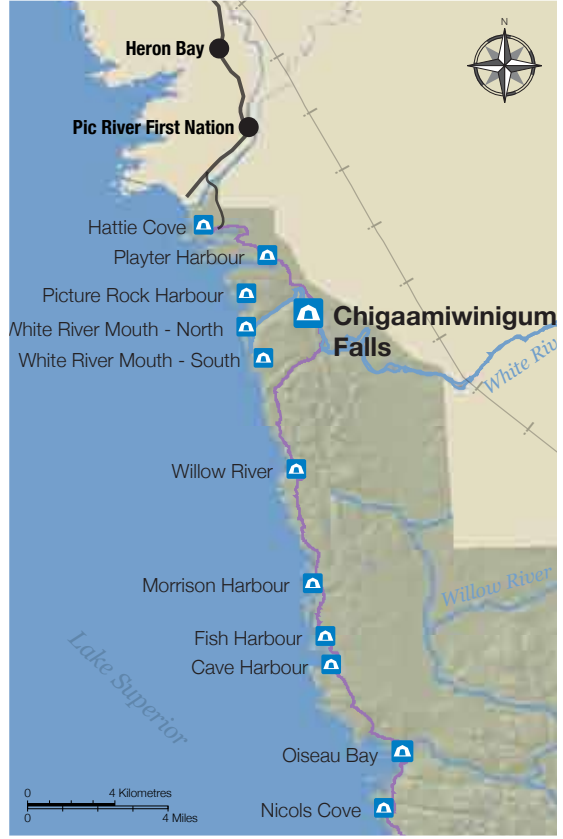 N
Heron Bay
Pic River First Nation
Hattie Cove
Playter Harbour
Picture Rock Harbour
Chigaamiwinigum
Falls
White River Mouth - North
White River Mouth - South
White Riv
Willow River
Morrison Harbour
Willow River
Fish Harbour
Cave Harbour
Lake Superior
Oiseau Bay
Nicols Cove
0 4 Kilometres
0 4 Miles